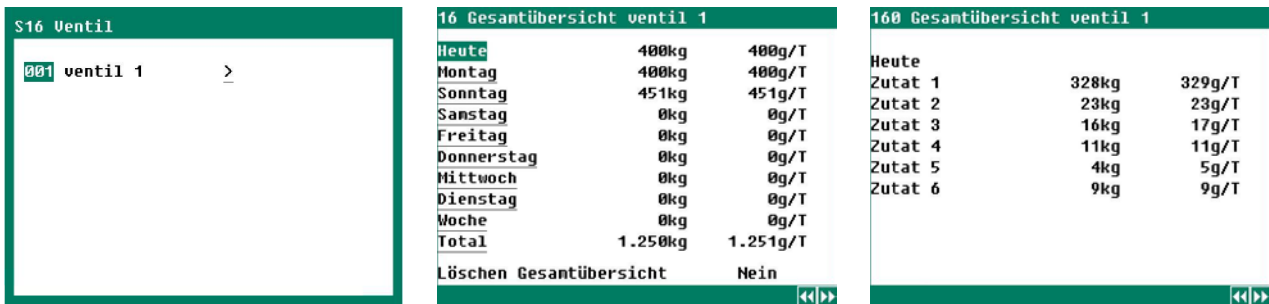 S16 Ventil
001 ventil 1 >
16 Gesamtübersicht ventil 1
Heute 400kg 400g/T
Montag 400kg 400g/T
Sonntag 451kg 451g/T
Samstag 0kg 0g/T
Freitag 0kg 0g/T
Donnerstag 0kg 0g/T
Mittwoch 0kg 0g/T
Dienstag 0kg 0g/T
Woche 0kg 0g/T
Total 1.250kg 1.251g/T
Löschen Gesamtübersicht Nein
160 Gesamtübersicht ventil 1
Heute
Zutat 1 328kg 329g/T
Zutat 2 23kg 23g/T
Zutat 3 16kg 17g/T
Zutat 4 11kg 11g/T
Zutat 5 4kg 5g/T
Zutat 6 9kg 9g/T